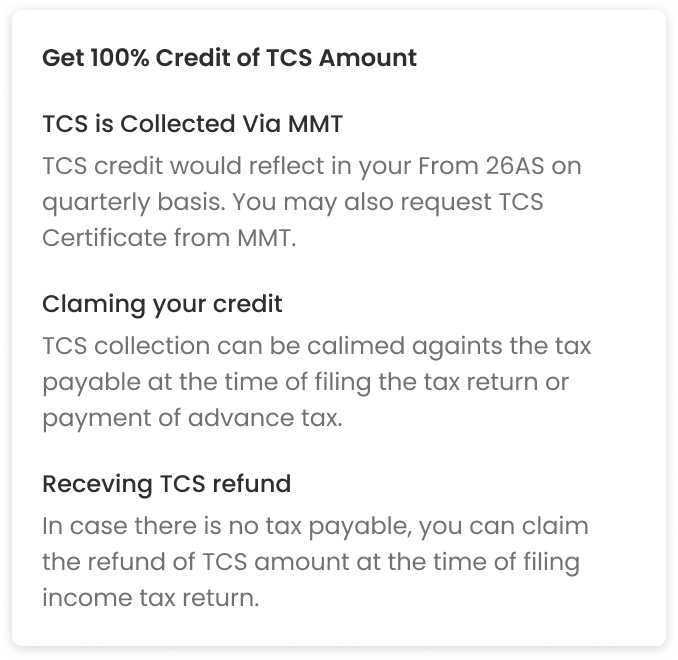 Get 100% Credit of TCS Amount
TCS is Collected Via MMT
TCS credit would reflect in your From 26AS on
quarterly basis. You may also request TCS
Certificate from MMT.
Claming your credit
TCS collection can be calimed againts the tax
payable at the time of filing the tax return or
payment of advance tax.
Receving TCS refund
In case there is no tax payable, you can claim
the refund of TCS amount at the time of filing
income tax return.